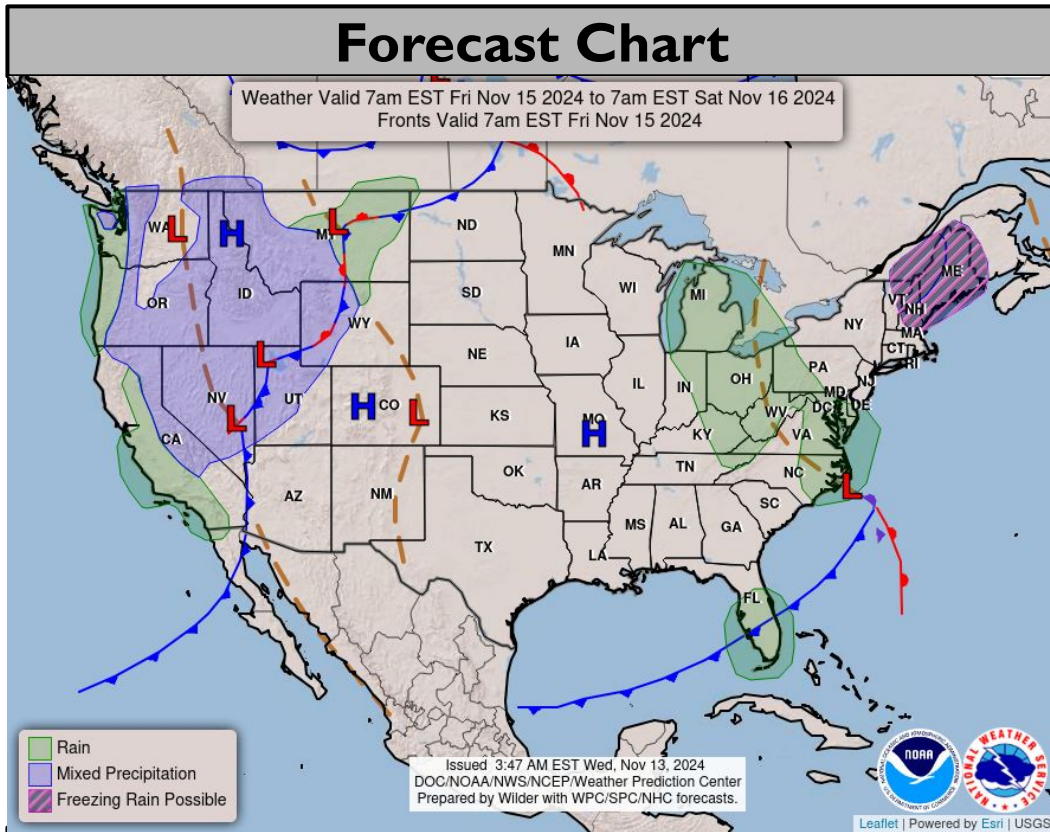 Forecast Chart
Weather Valid 7am EST Fri Nov 15 2024 to 7am EST Sat Nov 16 2024
Fronts Valid 7am EST Fri Nov 15 2024
WA
L
H
MT
L
ND
MN
ME
OR
ID
SD
WI
MI
VT
NH
WY
NY
MA
CT
RI
L
NE
IA
IL
IN
OH
PA
NJ
MD
DE
DC
NV
L
UT
H
CO
L
KS
MO
H
WV
KY
VA
CA
AZ
NM
OK
AR
TN
NC
L
SC
TX
LA
MS
AL
GA
FL
Rain
Mixed Precipitation
Freezing Rain Possible
Issued 3:47 AM EST Wed, Nov 13, 2024
DOC/NOAA/NWS/NCEP/Weather Prediction Center
Prepared by Wilder with WPC/SPC/NHC forecasts.
NOAA
NATIONAL WEATHER SERVICE
Leaflet | Powered by Esri | USGS